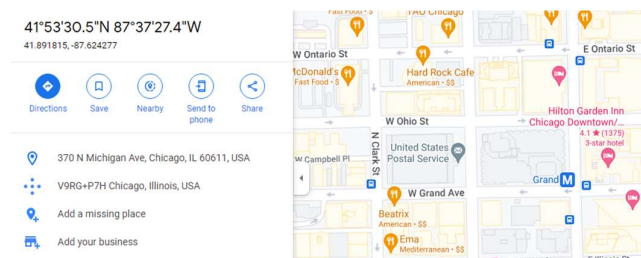 41°53'30.5"N 87°37'27.4"W
41.891815, -87.624277
Directions
Save
Nearby
Send to
phone
Share
370 N Michigan Ave, Chicago, IL 60611, USA
V9RG+P7H Chicago, Illinois, USA
Add a missing place
Add your business
Fast Food • $
TAO Chicago
W Ontario St
E Ontario St
McDonald's
Fast Food • $
Hard Rock Cafe
American • $$
Hilton Garden Inn
Chicago Downtown/...
4.1 ★ (1375)
3-star hotel
W Ohio St
N Clark St
United States
Postal Service
W Campbell Pl
Grand M
W Grand Ave
Beatrix
American • $$
Ema
Mediterranean • $$
E Illinois St